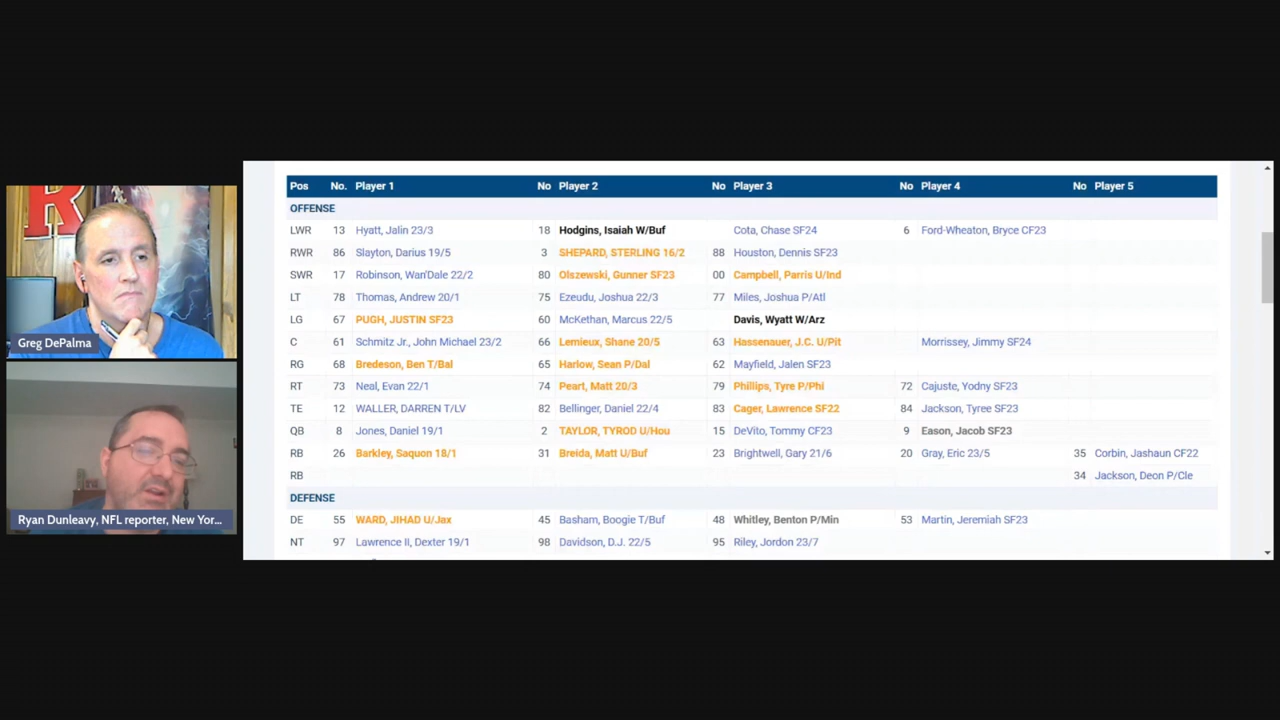 Pos No. Player 1 No Player 2 No Player 3 No Player 4 No Player 5
OFFENSE
LWR 13 Hyatt, Jalin 23/3 18 Hodgins, Isaiah W/Buf Cota, Chase SF24 6 Ford-Wheaton, Bryce CF23
RWR 86 Slayton, Darius 19/5 3 SHEPARD, STERLING 16/2 88 Houston, Dennis SF23
SWR 17 Robinson, Wan'Dale 22/2 80 Olszewski, Gunner SF23 00 Campbell, Parris U/Ind
LT 78 Thomas, Andrew 20/1 75 Ezeudu, Joshua 22/3 77 Miles, Joshua P/Atl
LG 67 PUGH, JUSTIN SF23 60 McKethan, Marcus 22/5 Davis, Wyatt W/Arz
C 61 Schmitz Jr., John Michael 23/2 66 Lemieux, Shane 20/5 63 Hassenauer, J.C. U/Pit Morrissey, Jimmy SF24
RG 68 Bredeson, Ben T/Bal 65 Harlow, Sean P/Dal 62 Mayfield, Jalen SF23
RT 73 Neal, Evan 22/1 74 Peart, Matt 20/3 79 Phillips, Tyre P/Phi 72 Cajuste, Yodny SF23
TE 12 WALLER, DARREN T/LV 82 Bellinger, Daniel 22/4 83 Cager, Lawrence SF22 84 Jackson, Tyree SF23
QB 8 Jones, Daniel 19/1 2 TAYLOR, TYROD U/Hou 15 DeVito, Tommy CF23 9 Eason, Jacob SF23
RB 26 Barkley, Saquon 18/1 31 Breida, Matt U/Buf 23 Brightwell, Gary 21/6 20 Gray, Eric 23/5 35 Corbin, Jashaun CF22
RB 34 Jackson, Deon P/Cle
DEFENSE
DE 55 WARD, JIHAD U/Jax 45 Basham, Boogie T/Buf 48 Whitley, Benton P/Min 53 Martin, Jeremiah SF23
NT 97 Lawrence II, Dexter 19/1 98 Davidson, D.J. 22/5 95 Riley, Jordon 23/7
R
Greg DePalma
Ryan Dunleavy, NFL reporter, New Yor...